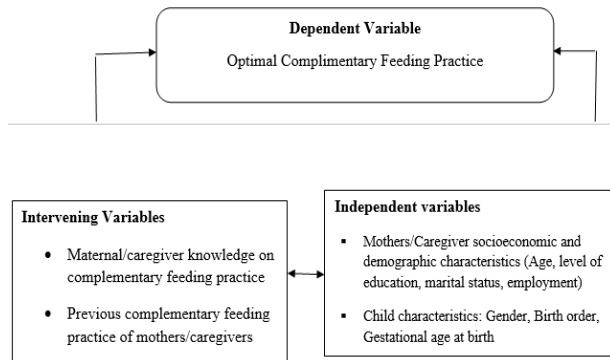 Dependent Variable
Optimal Complimentary Feeding Practice
Intervening Variables
• Maternal/caregiver knowledge on
complementary feeding practice
• Previous complementary feeding
practice of mothers/caregivers
Independent variables
▪ Mothers/Caregiver socioeconomic and
demographic characteristics (Age, level of
education, marital status, employment)
▪ Child characteristics: Gender, Birth order,
Gestational age at birth